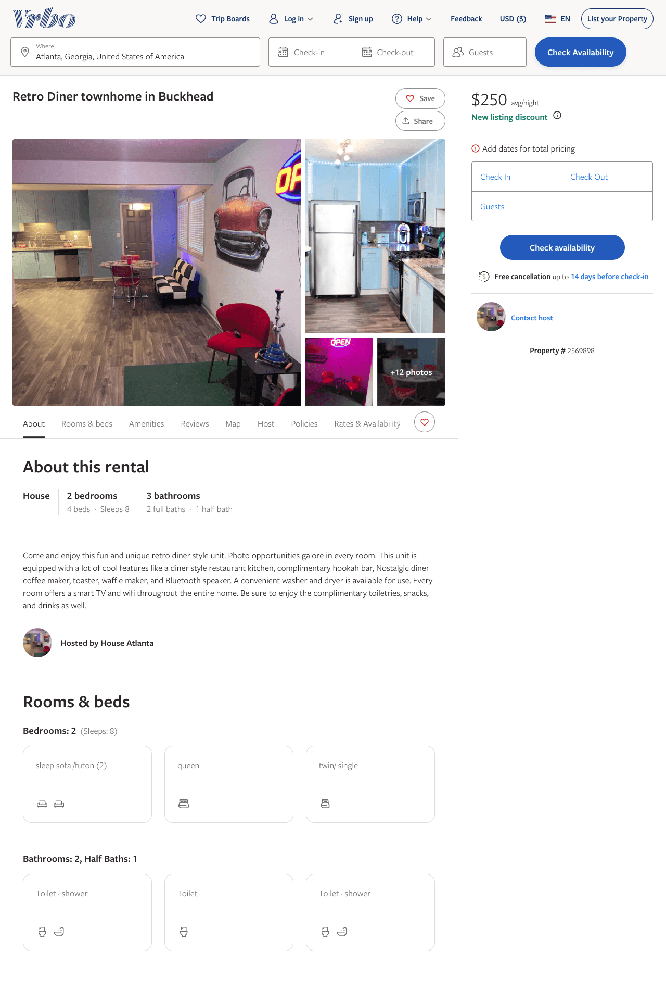 Vrbo
Trip Boards
Log in
Sign up
Help
Feedback
USD ($)
EN
List your Property
Where
Atlanta, Georgia, United States of America
Check-in
Check-out
Guests
Check Availability
Retro Diner townhome in Buckhead
Save
Share
OP
OPEN
+12 photos
$250 avg/night
New listing discount
Add dates for total pricing
Check In
Check Out
Guests
Check availability
Free cancellation up to 14 days before check-in
Contact host
Property # 2569898
About
Rooms & beds
Amenities
Reviews
Map
Host
Policies
Rates & Availability
About this rental
House
2 bedrooms
4 beds · Sleeps 8
3 bathrooms
2 full baths · 1 half bath
Come and enjoy this fun and unique retro diner style unit. Photo opportunities galore in every room. This unit is
equipped with a lot of cool features like a diner style restaurant kitchen, complimentary hookah bar, Nostalgic diner
coffee maker, toaster, waffle maker, and Bluetooth speaker. A convenient washer and dryer is available for use. Every
room offers a smart TV and wifi throughout the entire home. Be sure to enjoy the complimentary toiletries, snacks,
and drinks as well.
Hosted by House Atlanta
Rooms & beds
Bedrooms: 2 (Sleeps: 8)
sleep sofa /futon (2)
queen
twin/ single
Bathrooms: 2, Half Baths: 1
Toilet · shower
Toilet
Toilet · shower